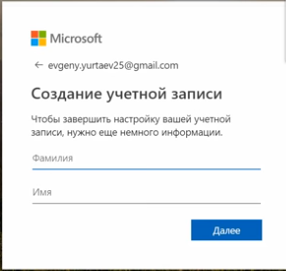 Microsoft
← evgeny.yurtaev25@gmail.com
Создание учетной записи
Чтобы завершить настройку вашей учетной
записи, нужно еще немного информации.
Фамилия
Имя
Далее